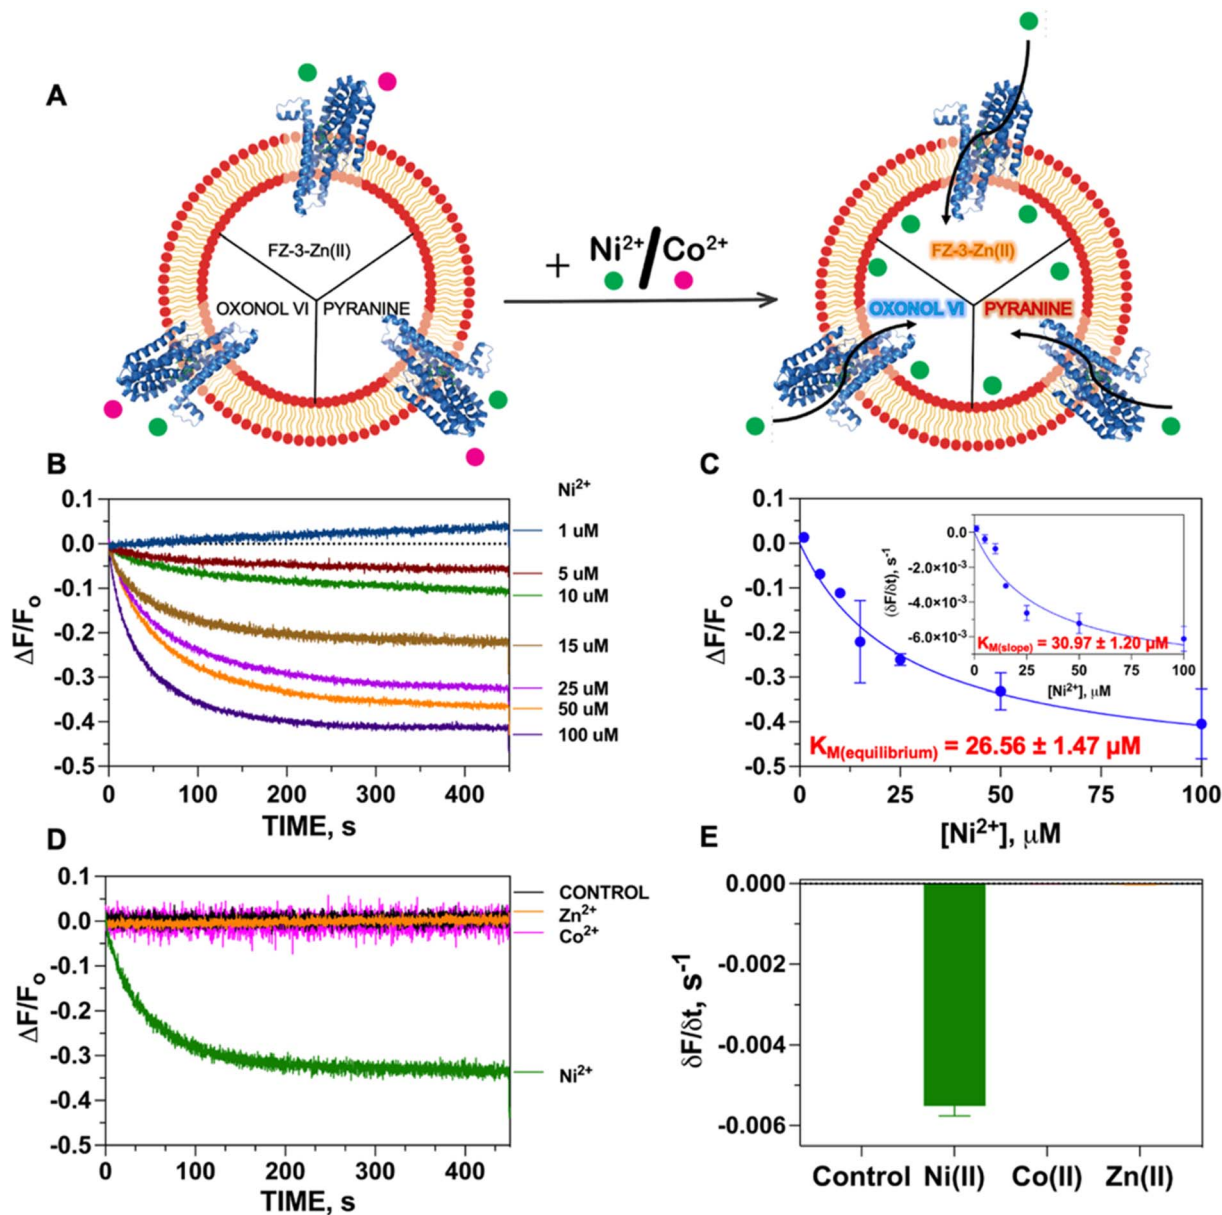 A
FZ-3-Zn(II)
OXONOL VI
PYRANINE
+ Ni²⁺/Co²⁺
FZ-3-Zn(II)
OXONOL VI
PYRANINE
B
0.1
0.0
-0.1
-0.2
-0.3
-0.4
-0.5
ΔF/Fo
0 100 200 300 400
TIME, s
Ni²⁺
1 uM
5 uM
10 uM
15 uM
25 uM
50 uM
100 uM
C
0.1
0.0
-0.1
-0.2
-0.3
-0.4
-0.5
ΔF/Fo
0 25 50 75 100
[Ni²⁺], μM
K_M(equilibrium) = 26.56 ± 1.47 μM
0.0
-2.0×10⁻³
-4.0×10⁻³
-6.0×10⁻³
(δF/δt), s⁻¹
K_M(slope) = 30.97 ± 1.20 μM
0 25 50 75 100
[Ni²⁺], μM
D
0.1
0.0
-0.1
-0.2
-0.3
-0.4
-0.5
ΔF/Fo
0 100 200 300 400
TIME, s
CONTROL
Zn²⁺
Co²⁺
Ni²⁺
E
0.000
-0.002
-0.004
-0.006
δF/δt, s⁻¹
Control Ni(II) Co(II) Zn(II)